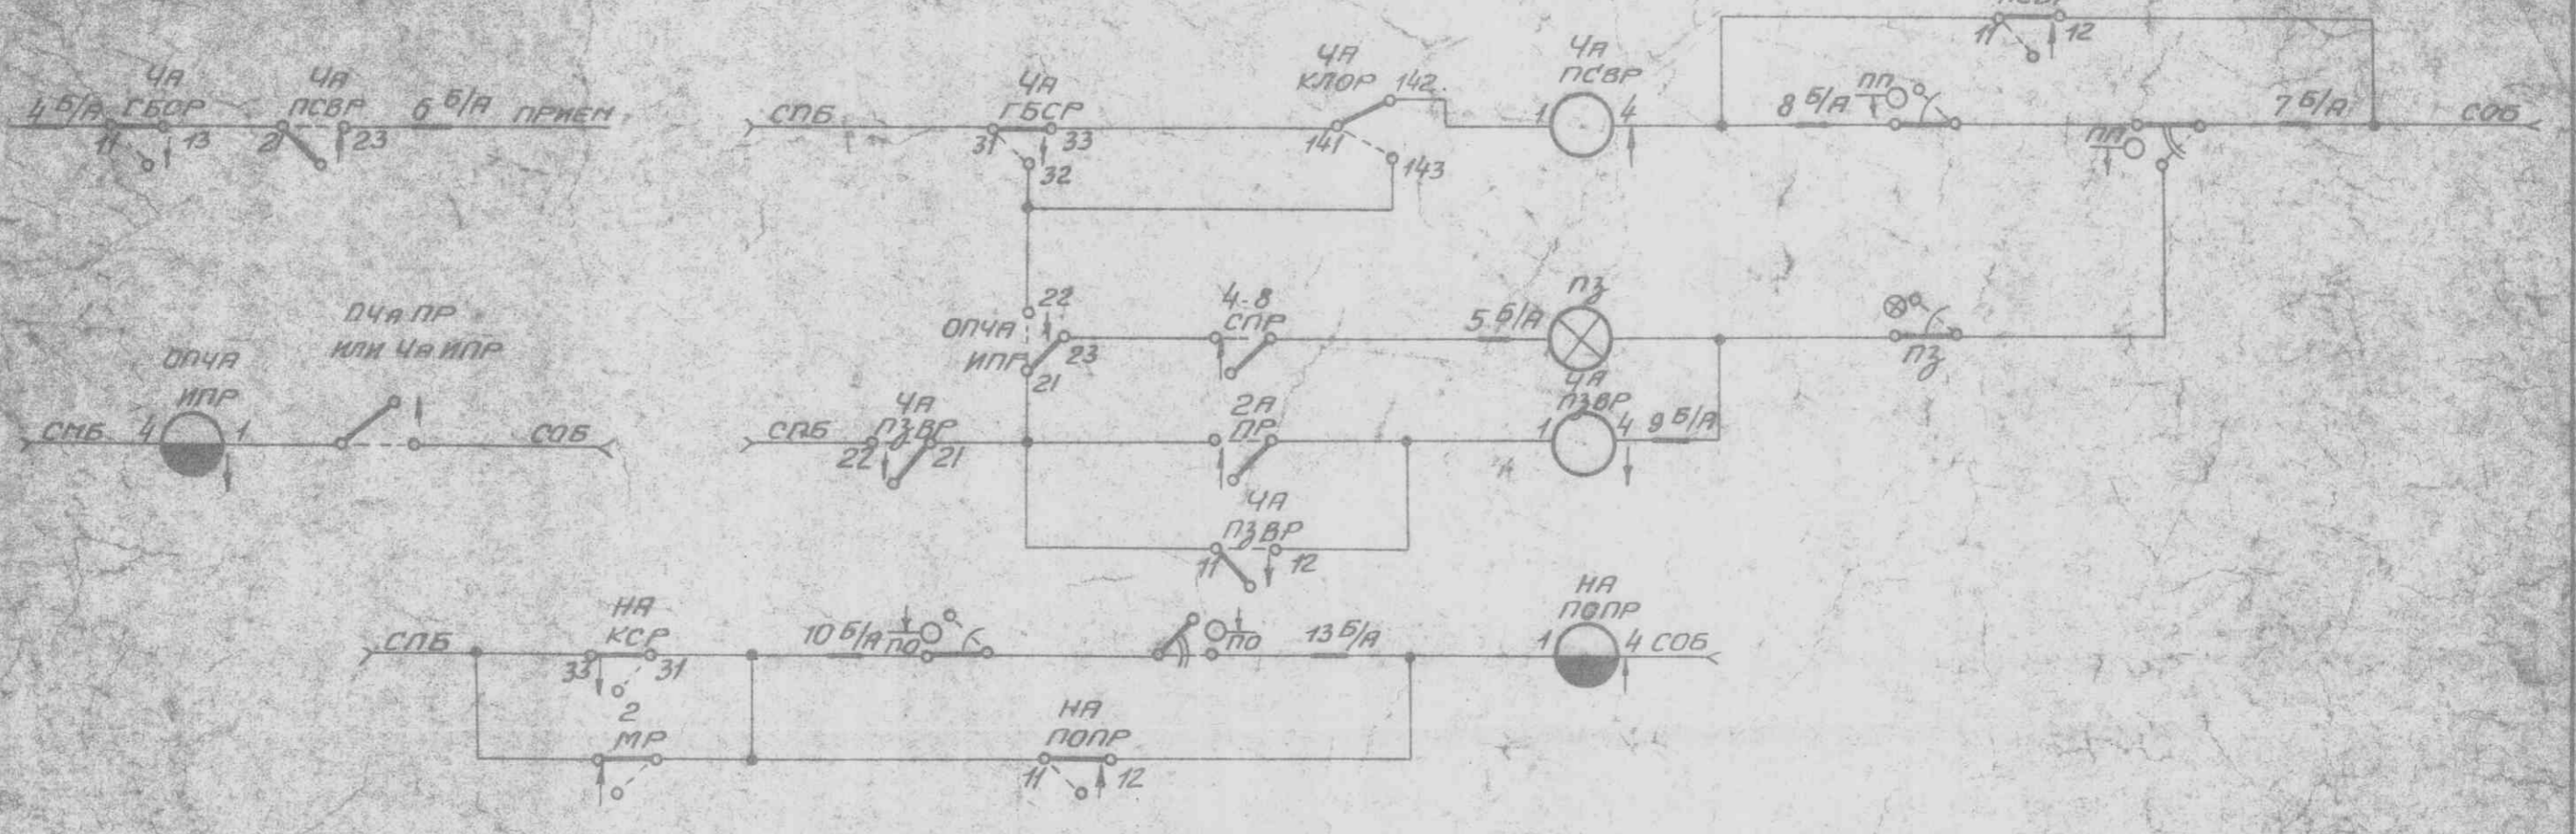 ЧА
ГБСР
4 Б/А
11
13
ЧА
ПСВР
21
23
6 Б/А
ПРИЕМ
СПБ
ЧА
ГБСР
31
33
32
ЧА
КЛОР
142
141
143
ЧА
ПСВР
1
4
11
12
ПП
8 Б/А
ПП
7 Б/А
СОБ
ОПЧА
ИПР
СМБ
4
1
ПЧА ПР
ИЛИ ЧА ИПР
СОБ
ОПЧА
ИПР
22
23
21
4-8
СПР
5 Б/А
ПЗ
ПЗ
СПБ
ЧА
ПЗВР
22
21
2А
ПР
ЧА
ПЗВР
1
4
9 Б/А
ЧА
ПЗВР
11
12
СПБ
НА
КСР
33
31
10 Б/А
ПО
ПО
13 Б/А
НА
ПОПР
1
4
СОБ
2
МР
НА
ПОПР
11
12